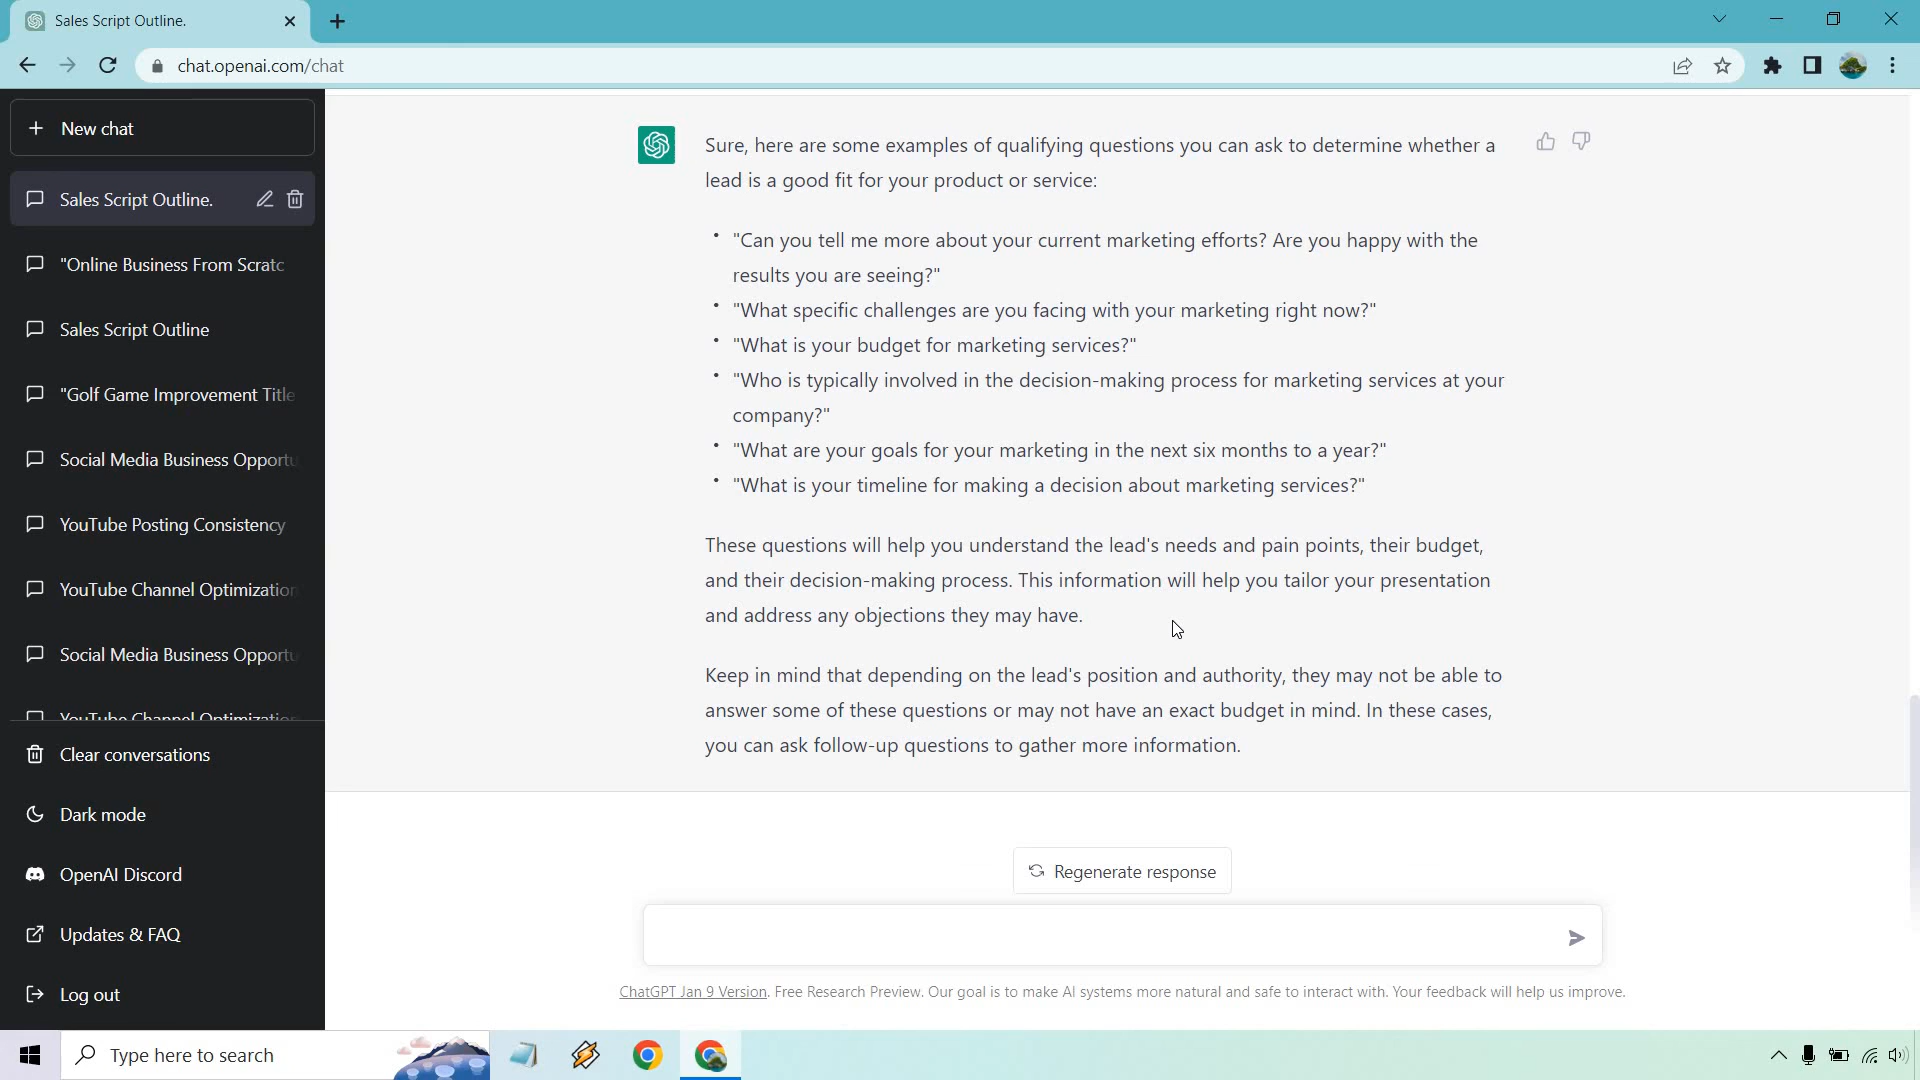 Sales Script Outline.
chat.openai.com/chat
New chat
Sales Script Outline.
"Online Business From Scratc
Sales Script Outline
"Golf Game Improvement Title
Social Media Business Opportu
YouTube Posting Consistency
YouTube Channel Optimization
Social Media Business Opportu
YouTube Channel Optimization
Clear conversations
Dark mode
OpenAI Discord
Updates & FAQ
Log out
Sure, here are some examples of qualifying questions you can ask to determine whether a
lead is a good fit for your product or service:
• "Can you tell me more about your current marketing efforts? Are you happy with the
results you are seeing?"
• "What specific challenges are you facing with your marketing right now?"
• "What is your budget for marketing services?"
• "Who is typically involved in the decision-making process for marketing services at your
company?"
• "What are your goals for your marketing in the next six months to a year?"
• "What is your timeline for making a decision about marketing services?"
These questions will help you understand the lead's needs and pain points, their budget,
and their decision-making process. This information will help you tailor your presentation
and address any objections they may have.
Keep in mind that depending on the lead's position and authority, they may not be able to
answer some of these questions or may not have an exact budget in mind. In these cases,
you can ask follow-up questions to gather more information.
Regenerate response
ChatGPT Jan 9 Version. Free Research Preview. Our goal is to make AI systems more natural and safe to interact with. Your feedback will help us improve.
Type here to search